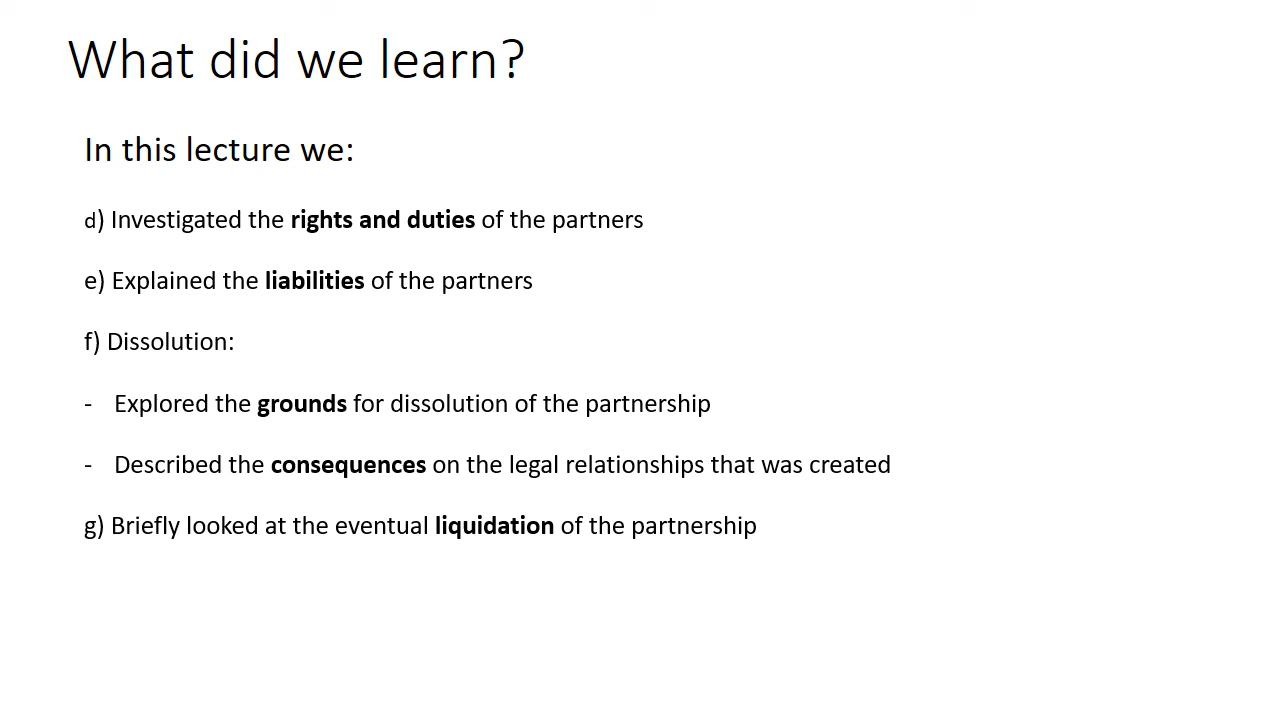 What did we learn?
In this lecture we:
d) Investigated the rights and duties of the partners
e) Explained the liabilities of the partners
f) Dissolution:
- Explored the grounds for dissolution of the partnership
- Described the consequences on the legal relationships that was created
g) Briefly looked at the eventual liquidation of the partnership